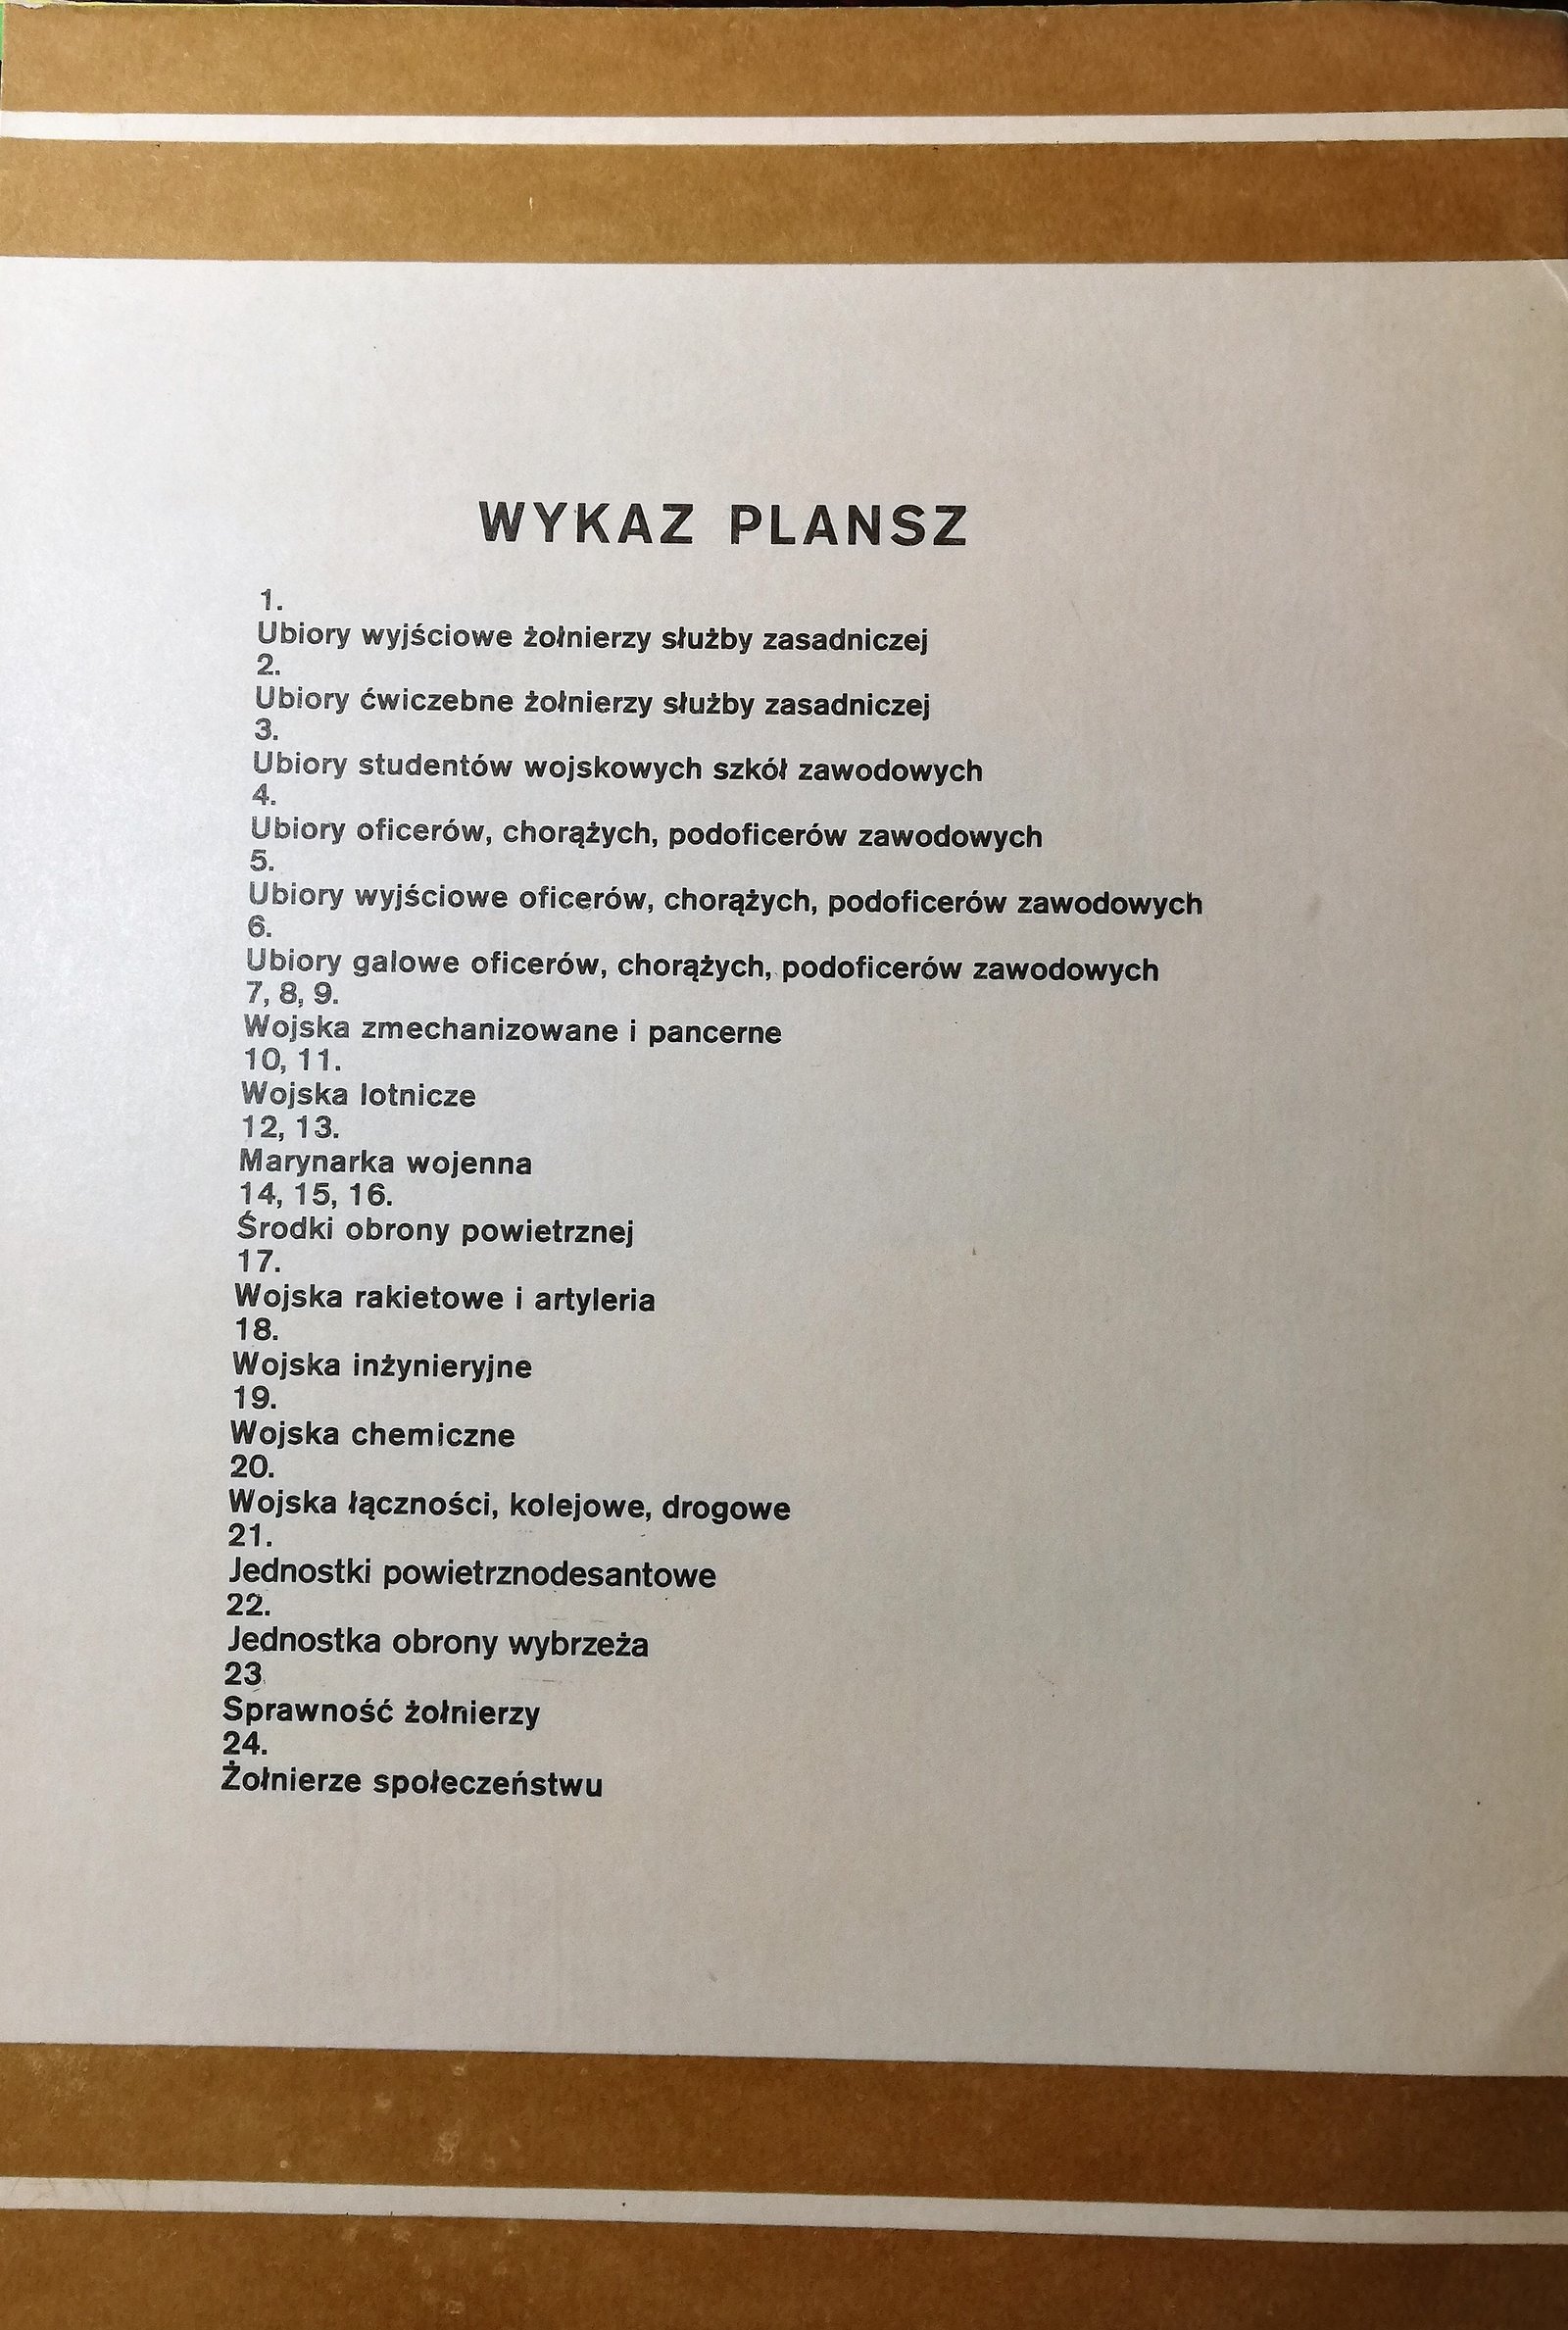 WYKAZ PLANSZ
1.
Ubiory wyjściowe żołnierzy służby zasadniczej
2.
Ubiory ćwiczebne żołnierzy służby zasadniczej
3.
Ubiory studentów wojskowych szkół zawodowych
4.
Ubiory oficerów, chorążych, podoficerów zawodowych
5.
Ubiory wyjściowe oficerów, chorążych, podoficerów zawodowych
6.
Ubiory galowe oficerów, chorążych, podoficerów zawodowych
7, 8, 9.
Wojska zmechanizowane i pancerne
10, 11.
Wojska lotnicze
12, 13.
Marynarka wojenna
14, 15, 16.
Środki obrony powietrznej
17.
Wojska rakietowe i artyleria
18.
Wojska inżynieryjne
19.
Wojska chemiczne
20.
Wojska łączności, kolejowe, drogowe
21.
Jednostki powietrznodesantowe
22.
Jednostka obrony wybrzeża
23.
Sprawność żołnierzy
24.
Żołnierze społeczeństwu